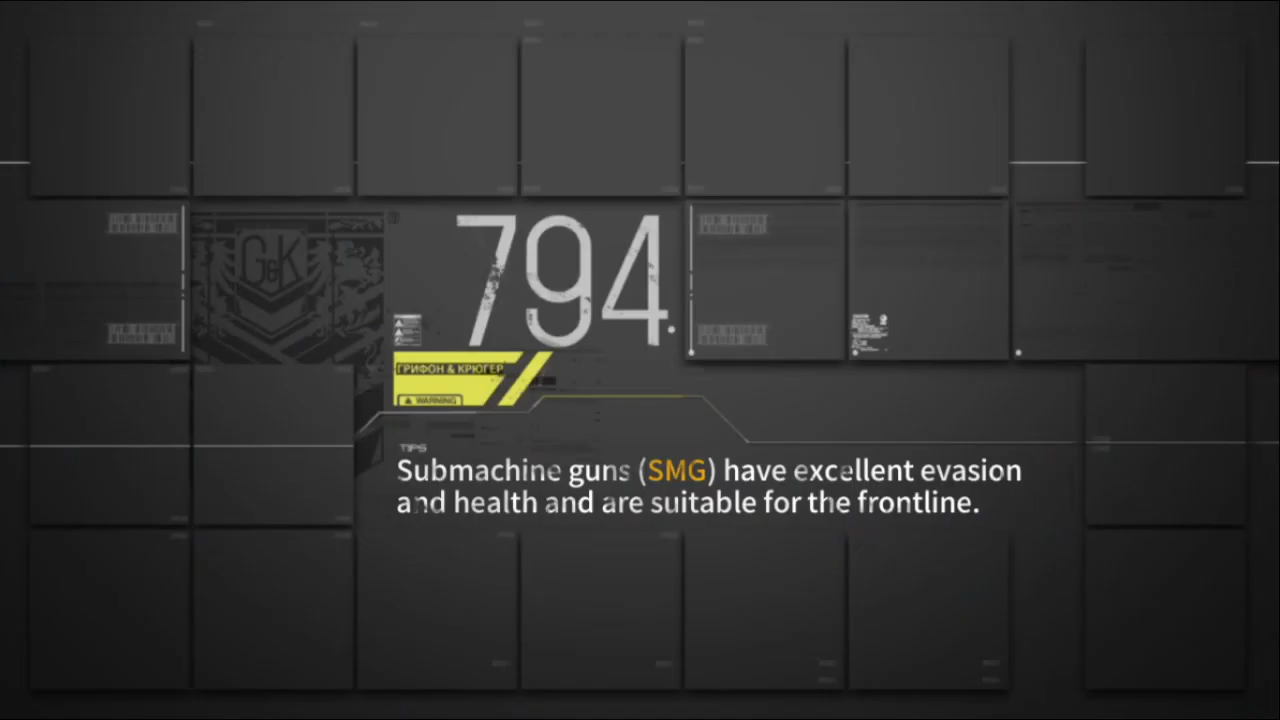 G&K
794.
ГРИФОН & КРЮГЕР
WARNING
TIPS
Submachine guns (SMG) have excellent evasion
and health and are suitable for the frontline.